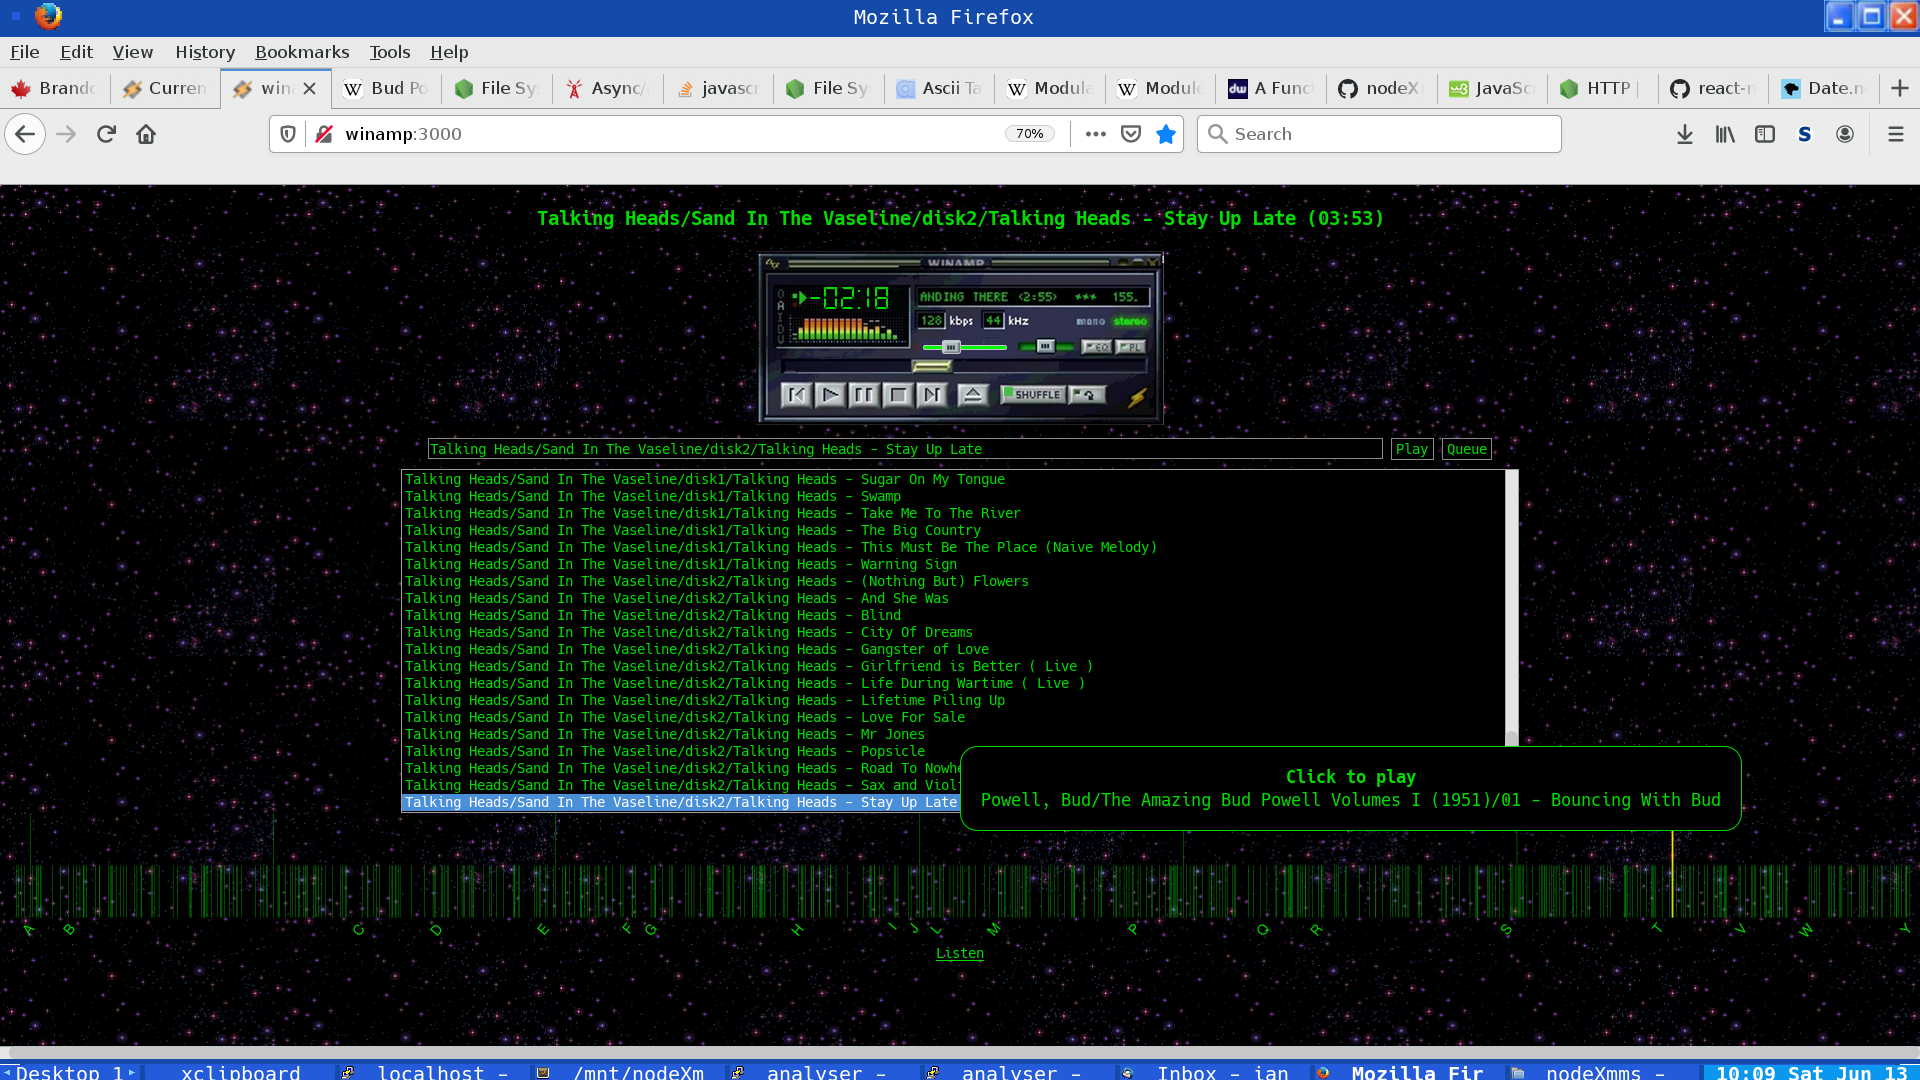 Mozilla Firefox
File Edit View History Bookmarks Tools Help
Brand Curren win Bud Po File Sy Async/ javascr File Sy Ascii Ta Modula Modul A Func nodeX JavaSc HTTP react-n Date.n
winamp:3000 70% Search
Talking Heads/Sand In The Vaseline/disk2/Talking Heads - Stay Up Late (03:53)
WINAMP
-02:18 ANDING THERE <2:55> *** 155.
128 kbps 44 kHz mono stereo
EQ PL
SHUFFLE
Talking Heads/Sand In The Vaseline/disk2/Talking Heads - Stay Up Late Play Queue
Talking Heads/Sand In The Vaseline/disk1/Talking Heads - Sugar On My Tongue
Talking Heads/Sand In The Vaseline/disk1/Talking Heads - Swamp
Talking Heads/Sand In The Vaseline/disk1/Talking Heads - Take Me To The River
Talking Heads/Sand In The Vaseline/disk1/Talking Heads - The Big Country
Talking Heads/Sand In The Vaseline/disk1/Talking Heads - This Must Be The Place (Naive Melody)
Talking Heads/Sand In The Vaseline/disk1/Talking Heads - Warning Sign
Talking Heads/Sand In The Vaseline/disk2/Talking Heads - (Nothing But) Flowers
Talking Heads/Sand In The Vaseline/disk2/Talking Heads - And She Was
Talking Heads/Sand In The Vaseline/disk2/Talking Heads - Blind
Talking Heads/Sand In The Vaseline/disk2/Talking Heads - City Of Dreams
Talking Heads/Sand In The Vaseline/disk2/Talking Heads - Gangster of Love
Talking Heads/Sand In The Vaseline/disk2/Talking Heads - Girlfriend is Better ( Live )
Talking Heads/Sand In The Vaseline/disk2/Talking Heads - Life During Wartime ( Live )
Talking Heads/Sand In The Vaseline/disk2/Talking Heads - Lifetime Piling Up
Talking Heads/Sand In The Vaseline/disk2/Talking Heads - Love For Sale
Talking Heads/Sand In The Vaseline/disk2/Talking Heads - Mr Jones
Talking Heads/Sand In The Vaseline/disk2/Talking Heads - Popsicle
Talking Heads/Sand In The Vaseline/disk2/Talking Heads - Road To Nowhe
Talking Heads/Sand In The Vaseline/disk2/Talking Heads - Sax and Viol
Talking Heads/Sand In The Vaseline/disk2/Talking Heads - Stay Up Late
Click to play
Powell, Bud/The Amazing Bud Powell Volumes I (1951)/01 - Bouncing With Bud
A B C D E F G H I J L M P Q R S T V W Y
Listen
Desktop 1 xclipboard localhost - /mnt/nodeXm analyser - analyser - Inbox - ian Mozilla Fir nodeXmms - 10:09 Sat Jun 13